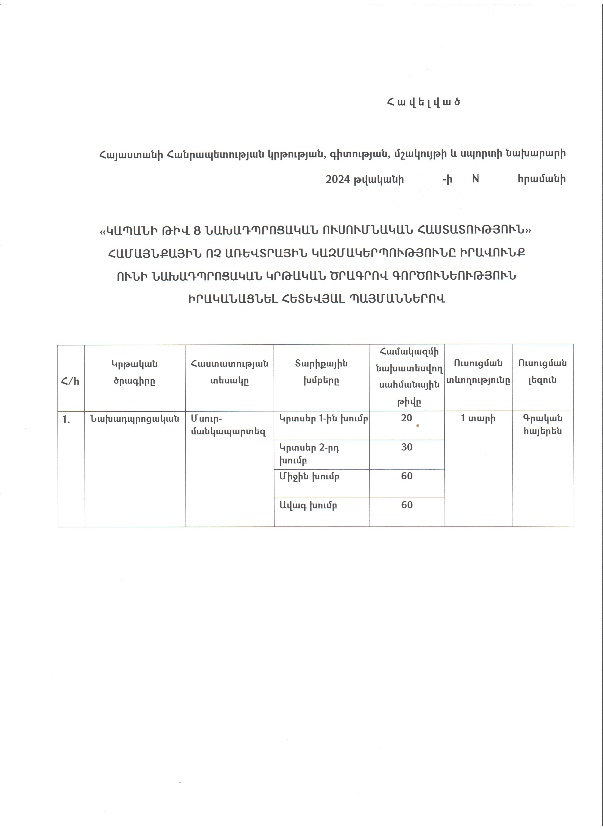 Հ ա վ ե լ վ ա ծ
Հայաստանի Հանրապետության կրթության, գիտության, մշակույթի և սպորտի նախարարի
2024 թվականի -ի N հրամանի
«ԿԱՊԱՆԻ ԹԻՎ 8 ՆԱԽԱԴՊՐՈՑԱԿԱՆ ՈՒՍՈՒՄՆԱԿԱՆ ՀԱՍՏԱՏՈՒԹՅՈՒՆ»
ՀԱՄԱՅՆՔԱՅԻՆ ՈՉ ԱՌԵՎՏՐԱՅԻՆ ԿԱԶՄԱԿԵՐՊՈՒԹՅՈՒՆԸ ԻՐԱՎՈՒՆՔ
ՈՒՆԻ ՆԱԽԱԴՊՐՈՑԱԿԱՆ ԿՐԹԱԿԱՆ ԾՐԱԳՐՈՎ ԳՈՐԾՈՒՆԵՈՒԹՅՈՒՆ
ԻՐԱԿԱՆԱՑՆԵԼ ՀԵՏԵՎՅԱԼ ՊԱՅՄԱՆՆԵՐՈՎ
Հ/հ
Կրթական
ծրագիրը
Հաստատության
տեսակը
Տարիքային
խմբերը
Համակազմի
նախատեսվող
սահմանային
թիվը
Ուսուցման
տևողությունը
Ուսուցման
լեզուն
1.
Նախադպրոցական
Մսուր-
մանկապարտեզ
Կրտսեր 1-ին խումբ
20
1 տարի
Գրական
հայերեն
Կրտսեր 2-րդ
խումբ
30
Միջին խումբ
60
Ավագ խումբ
60